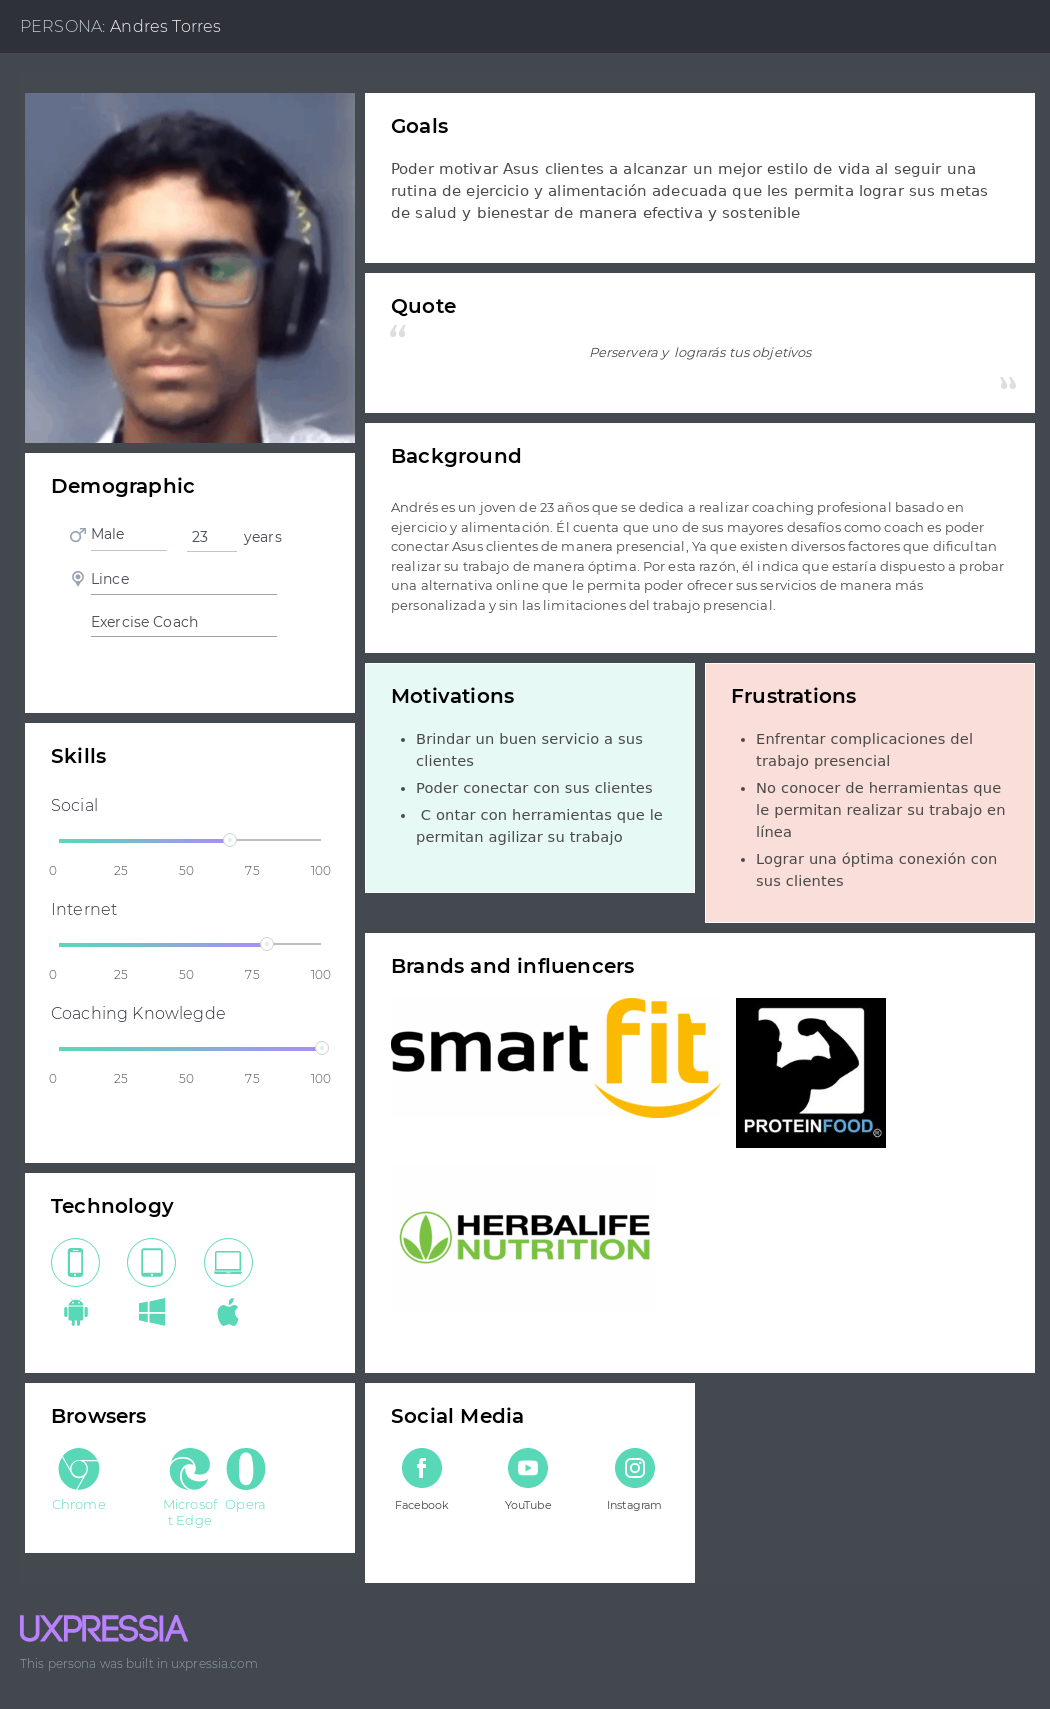 PERSONA: Andres Torres
Goals
Poder motivar Asus clientes a alcanzar un mejor estilo de vida al seguir una
rutina de ejercicio y alimentación adecuada que les permita lograr sus metas
de salud y bienestar de manera efectiva y sostenible
Quote
“
Perservera y lograrás tus objetivos
”
Demographic
Male 23 years
Lince
Exercise Coach
Background
Andrés es un joven de 23 años que se dedica a realizar coaching profesional basado en
ejercicio y alimentación. Él cuenta que uno de sus mayores desafíos como coach es poder
conectar Asus clientes de manera presencial, Ya que existen diversos factores que dificultan
realizar su trabajo de manera óptima. Por esta razón, él indica que estaría dispuesto a probar
una alternativa online que le permita poder ofrecer sus servicios de manera más
personalizada y sin las limitaciones del trabajo presencial.
Skills
Social
0 25 50 75 100
Internet
0 25 50 75 100
Coaching Knowlegde
0 25 50 75 100
Motivations
• Brindar un buen servicio a sus
clientes
• Poder conectar con sus clientes
• C ontar con herramientas que le
permitan agilizar su trabajo
Frustrations
• Enfrentar complicaciones del
trabajo presencial
• No conocer de herramientas que
le permitan realizar su trabajo en
línea
• Lograr una óptima conexión con
sus clientes
Brands and influencers
smart fit
PROTEINFOOD®
HERBALIFE
NUTRITION
Technology
Browsers
Chrome
Microsof
t Edge
Opera
Social Media
Facebook
YouTube
Instagram
UXPRESSIA
This persona was built in uxpressia.com